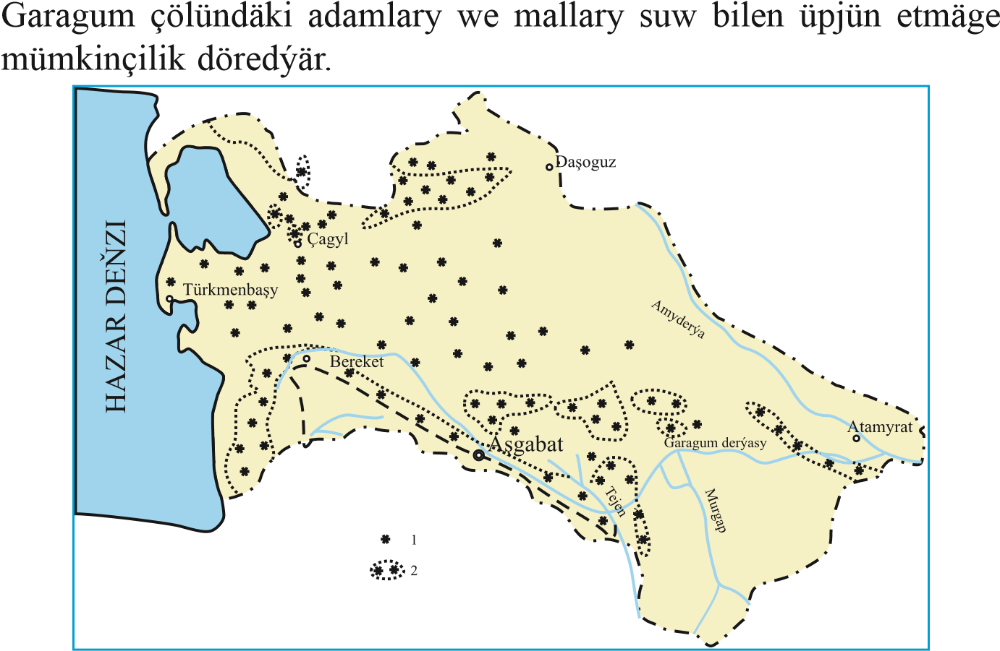 Garagum çölündäki adamlary we mallary suw bilen üpjün etmäge
mümkinçilik döredýär.
Daşoguz
Çagyl
HAZAR DEŇZI
Türkmenbaşy
Amyderýa
Bereket
Atamyrat
Aşgabat
Garagum derýasy
Tejen
Murgap
1
2